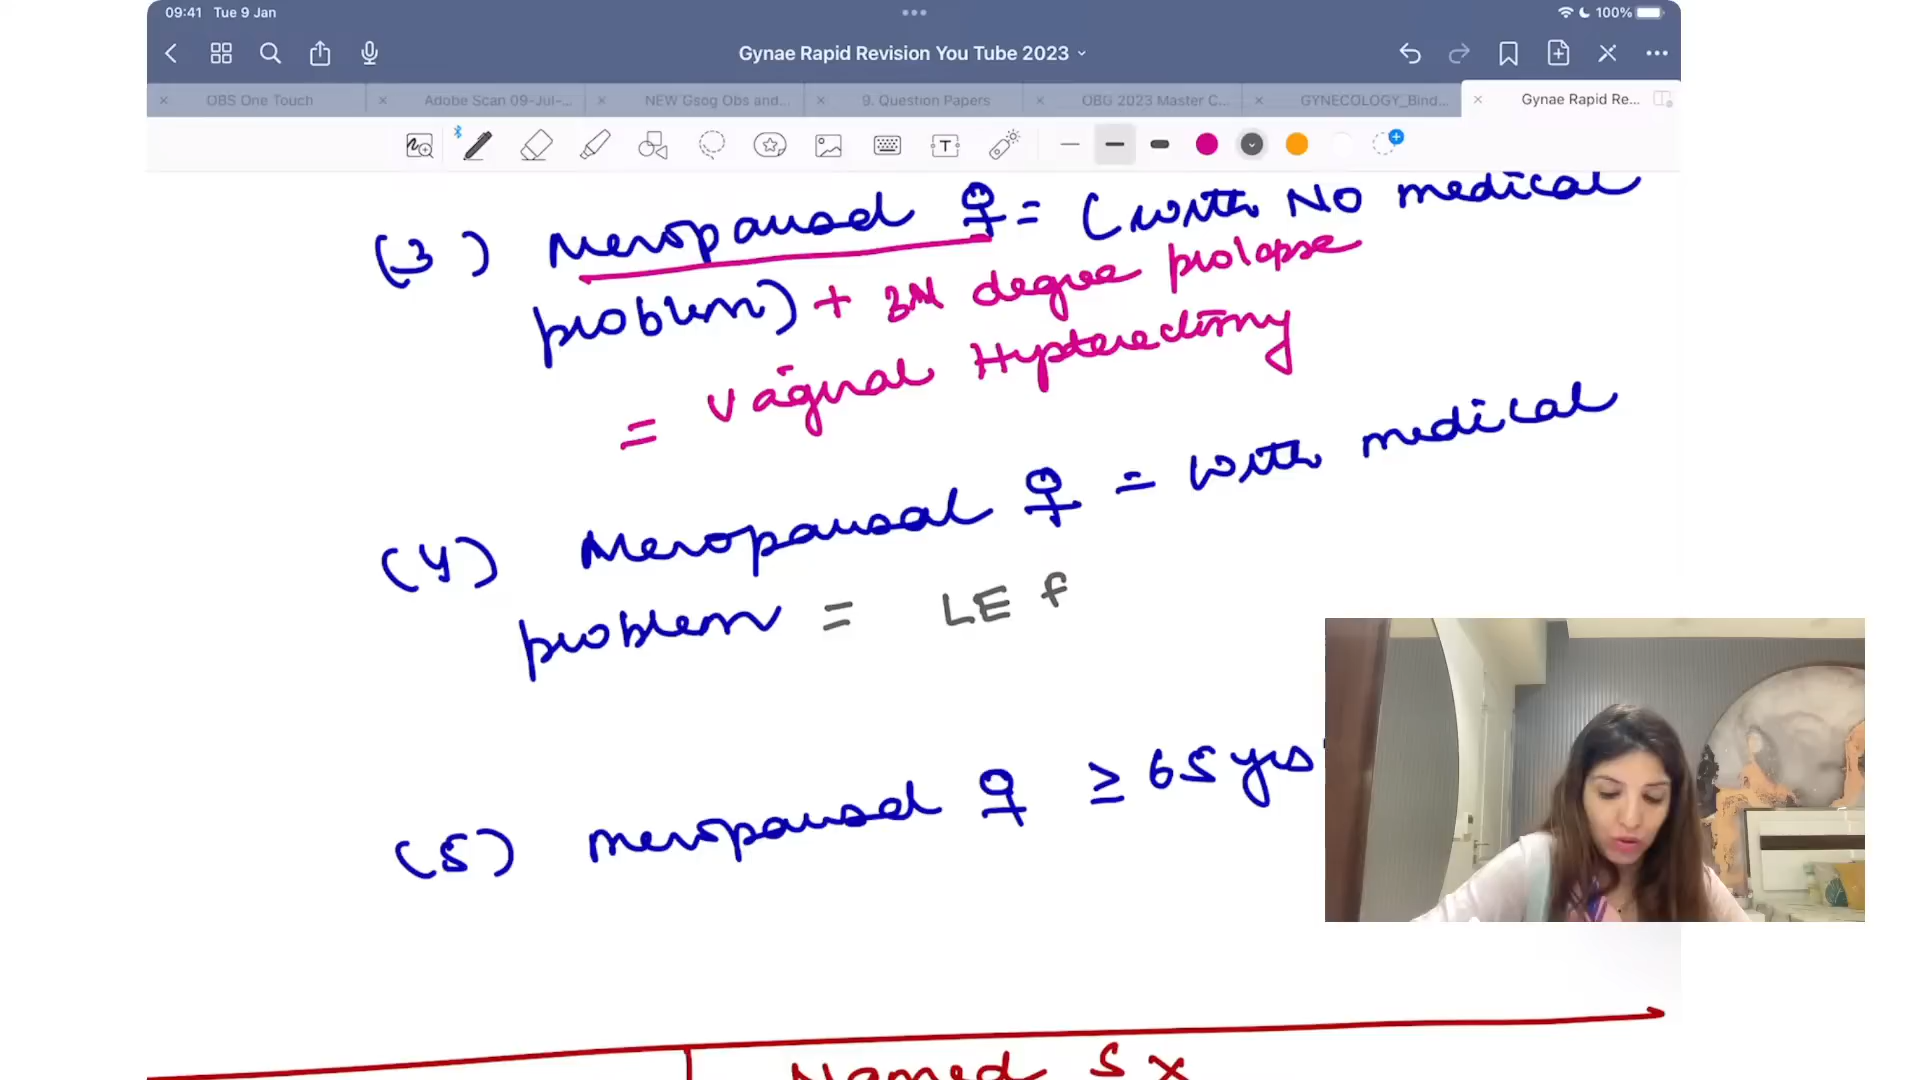 09:41 Tue 9 Jan
100%
Gynae Rapid Revision You Tube 2023
OBS One Touch
Adobe Scan 09-Jul-...
NEW Gsog Obs and...
9. Question Papers
OBG 2023 Master C...
GYNECOLOGY_Bind...
Gynae Rapid Re...
(3) Menopausal ♀ = (with NO medical
problem) + 3rd degree prolapse
= Vaginal Hysterectomy
(4) Menopausal ♀ = with medical
problem = LE f
(5) menopausal ♀ ≥ 65 yrs
Named Sx